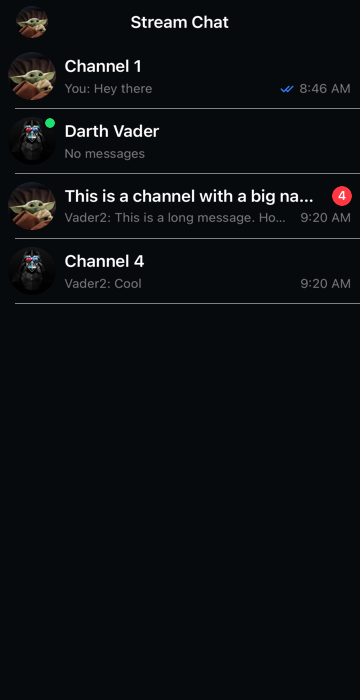 Stream Chat
Channel 1
You: Hey there
8:46 AM
Darth Vader
No messages
This is a channel with a big na...
4
Vader2: This is a long message. Ho...
9:20 AM
Channel 4
Vader2: Cool
9:20 AM